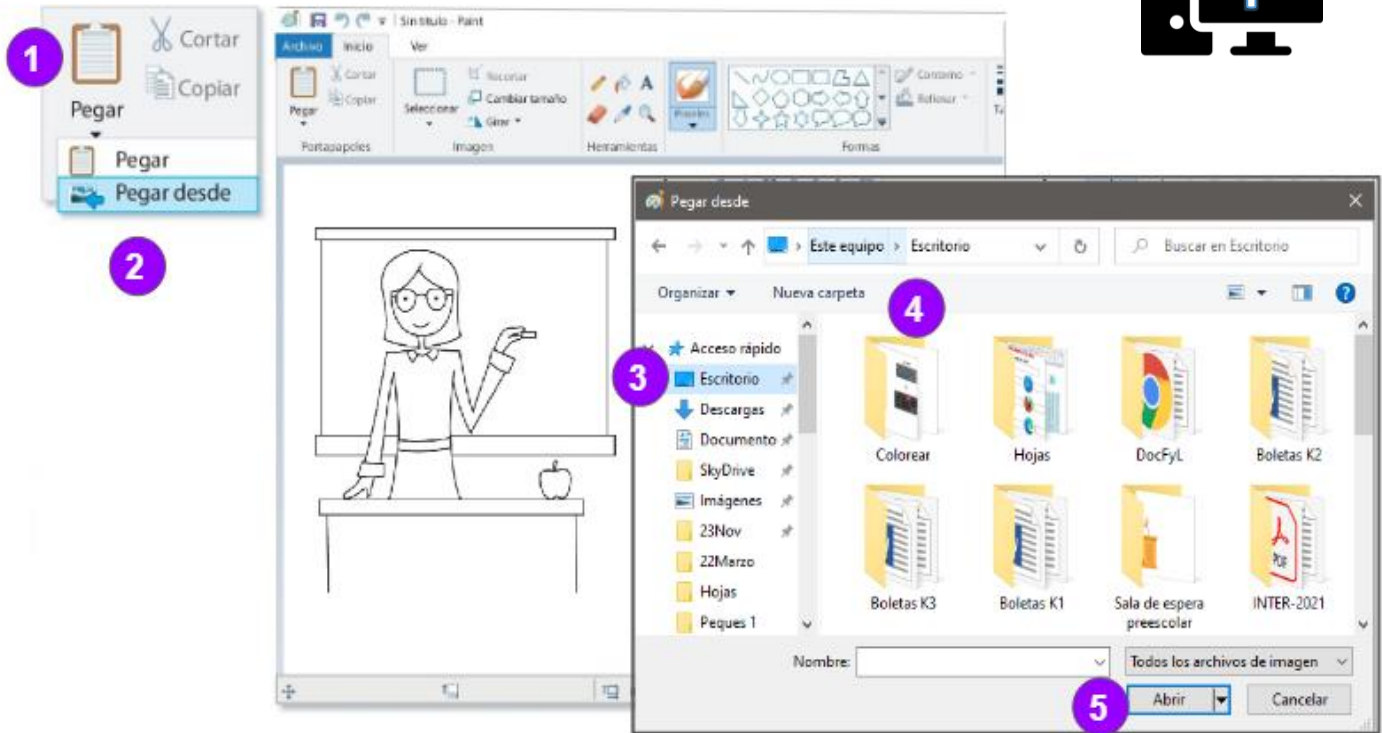 1
Cortar
Copiar
Pegar
Pegar
Pegar desde
2
Sin título - Paint
Archivo Inicio Ver
Pegar
Cortar
Copiar
Portapapeles
Seleccionar
Recortar
Cambiar tamaño
Girar
Imagen
A
Herramientas
Pinceles
Contorno
Rellenar
Formas
Pegar desde
Este equipo > Escritorio
Buscar en Escritorio
Organizar
Nueva carpeta
4
3
Acceso rápido
Escritorio
Descargas
Documento
SkyDrive
Imágenes
23Nov
22Marzo
Hojas
Peques 1
Colorear
Hojas
DocFyL
Boletas K2
Boletas K3
Boletas K1
Sala de espera
preescolar
PDF
INTER-2021
Nombre:
Todos los archivos de imagen
5
Abrir
Cancelar